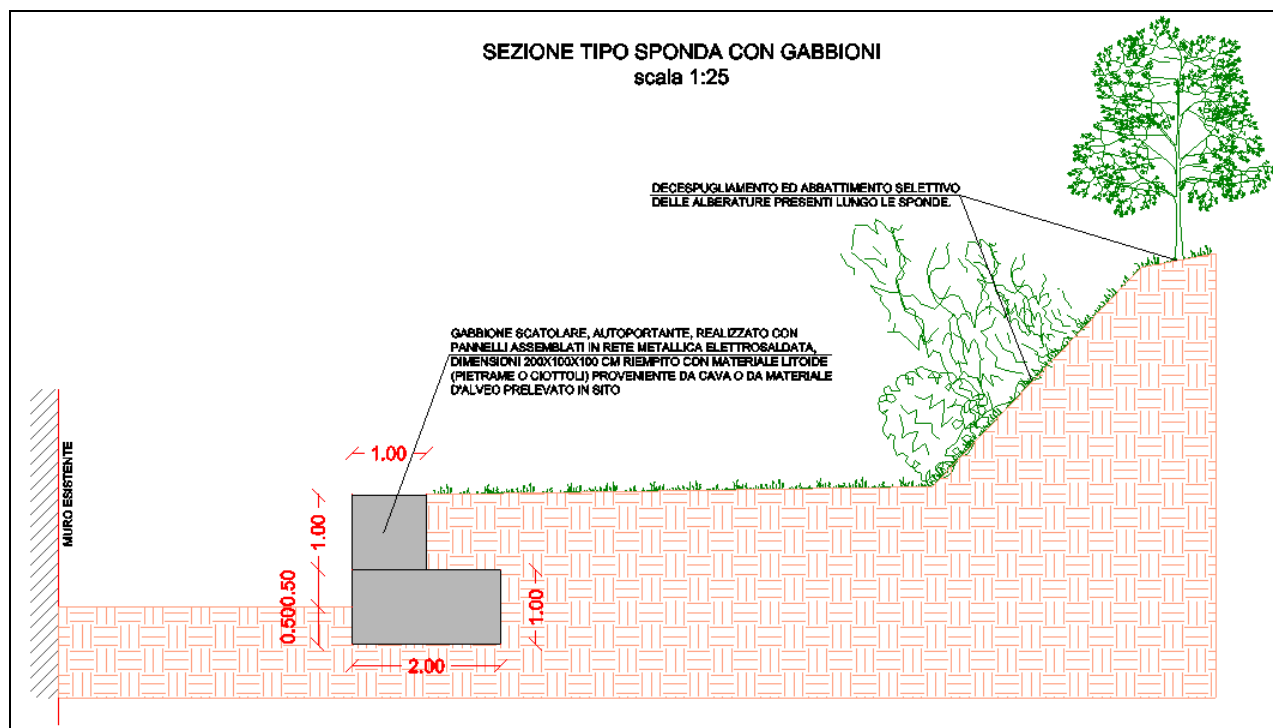 SEZIONE TIPO SPONDA CON GABBIONI
scala 1:25
DECESPUGLIAMENTO ED ABBATTIMENTO SELETTIVO
DELLE ALBERATURE PRESENTI LUNGO LE SPONDE.
GABBIONE SCATOLARE, AUTOPORTANTE, REALIZZATO CON
PANNELLI ASSEMBLATI IN RETE METALLICA ELETTROSALDATA,
DIMENSIONI 200X100X100 CM RIEMPITO CON MATERIALE LITOIDE
(PIETRAME O CIOTTOLI) PROVENIENTE DA CAVA O DA MATERIALE
D'ALVEO PRELEVATO IN SITO
MURO ESISTENTE
1.00
1.00
0.50
0.50
1.00
2.00